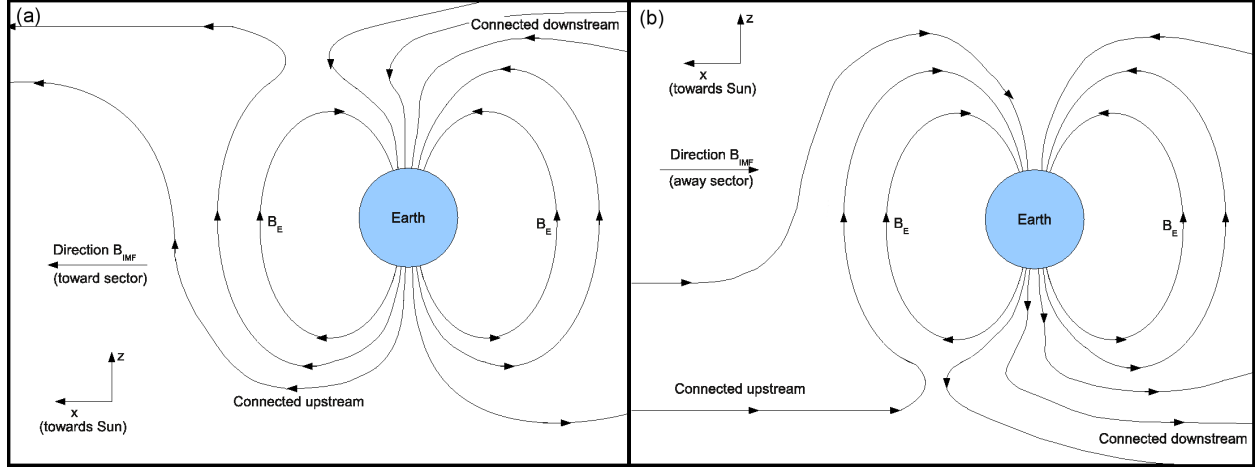 (a)
Connected downstream
Earth
B_E
B_E
Direction B_IMF
(toward sector)
z
x
(towards Sun)
Connected upstream
(b)
z
x
(towards Sun)
Direction B_IMF
(away sector)
Earth
B_E
B_E
Connected upstream
Connected downstream